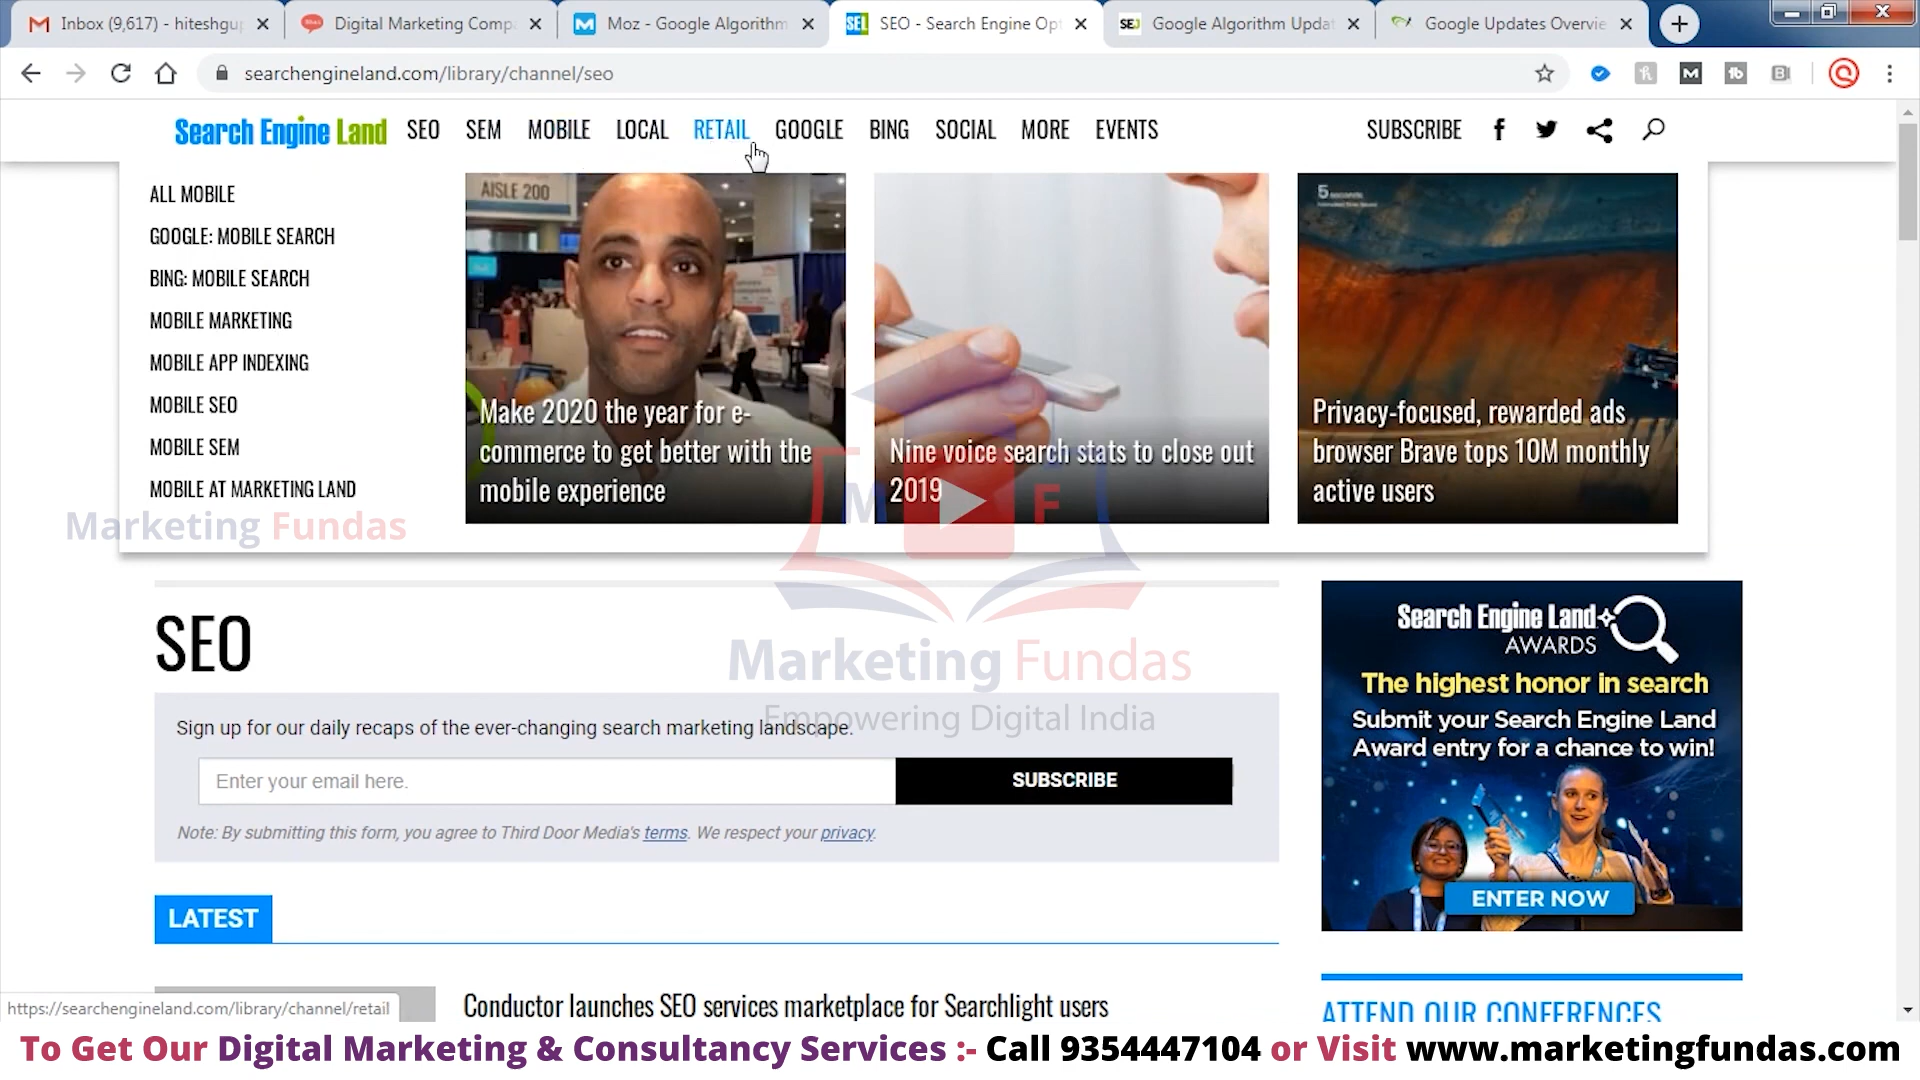 Inbox (9,617) - hiteshgup
Digital Marketing Compa
Moz - Google Algorithm
SEO - Search Engine Opt
Google Algorithm Updat
Google Updates Overvie
searchengineland.com/library/channel/seo
Search Engine Land SEO SEM MOBILE LOCAL RETAIL GOOGLE BING SOCIAL MORE EVENTS SUBSCRIBE
ALL MOBILE
GOOGLE: MOBILE SEARCH
BING: MOBILE SEARCH
MOBILE MARKETING
MOBILE APP INDEXING
MOBILE SEO
MOBILE SEM
MOBILE AT MARKETING LAND
AISLE 200
Make 2020 the year for e-
commerce to get better with the
mobile experience
Nine voice search stats to close out
2019
Privacy-focused, rewarded ads
browser Brave tops 10M monthly
active users
Marketing Fundas
M F
Marketing Fundas
Empowering Digital India
SEO
Sign up for our daily recaps of the ever-changing search marketing landscape.
Enter your email here.
SUBSCRIBE
Note: By submitting this form, you agree to Third Door Media's terms. We respect your privacy.
Search Engine Land
AWARDS
The highest honor in search
Submit your Search Engine Land
Award entry for a chance to win!
ENTER NOW
LATEST
Conductor launches SEO services marketplace for Searchlight users
ATTEND OUR CONFERENCES
https://searchengineland.com/library/channel/retail
To Get Our Digital Marketing & Consultancy Services :- Call 9354447104 or Visit www.marketingfundas.com